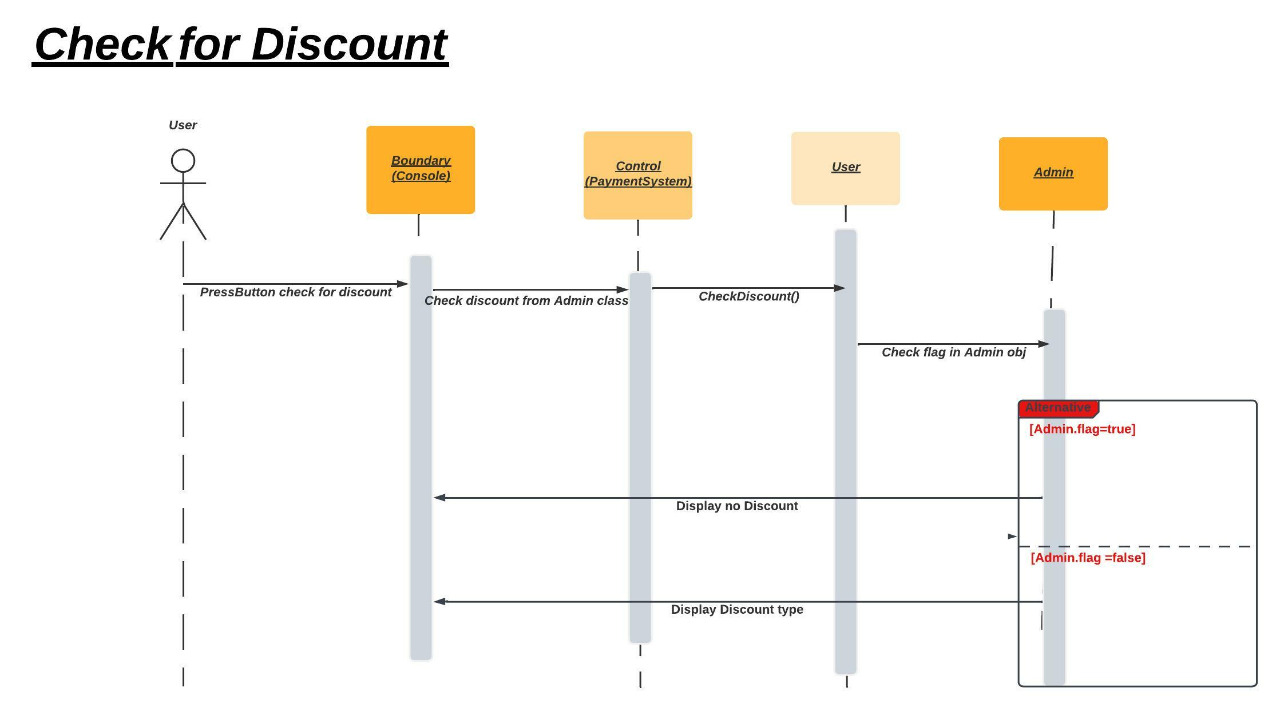 Check for Discount
User
Boundary
(Console)
Control
(PaymentSystem)
User
Admin
PressButton check for discount
Check discount from Admin class
CheckDiscount()
Check flag in Admin obj
Alternative
[Admin.flag=true]
Display no Discount
[Admin.flag =false]
Display Discount type